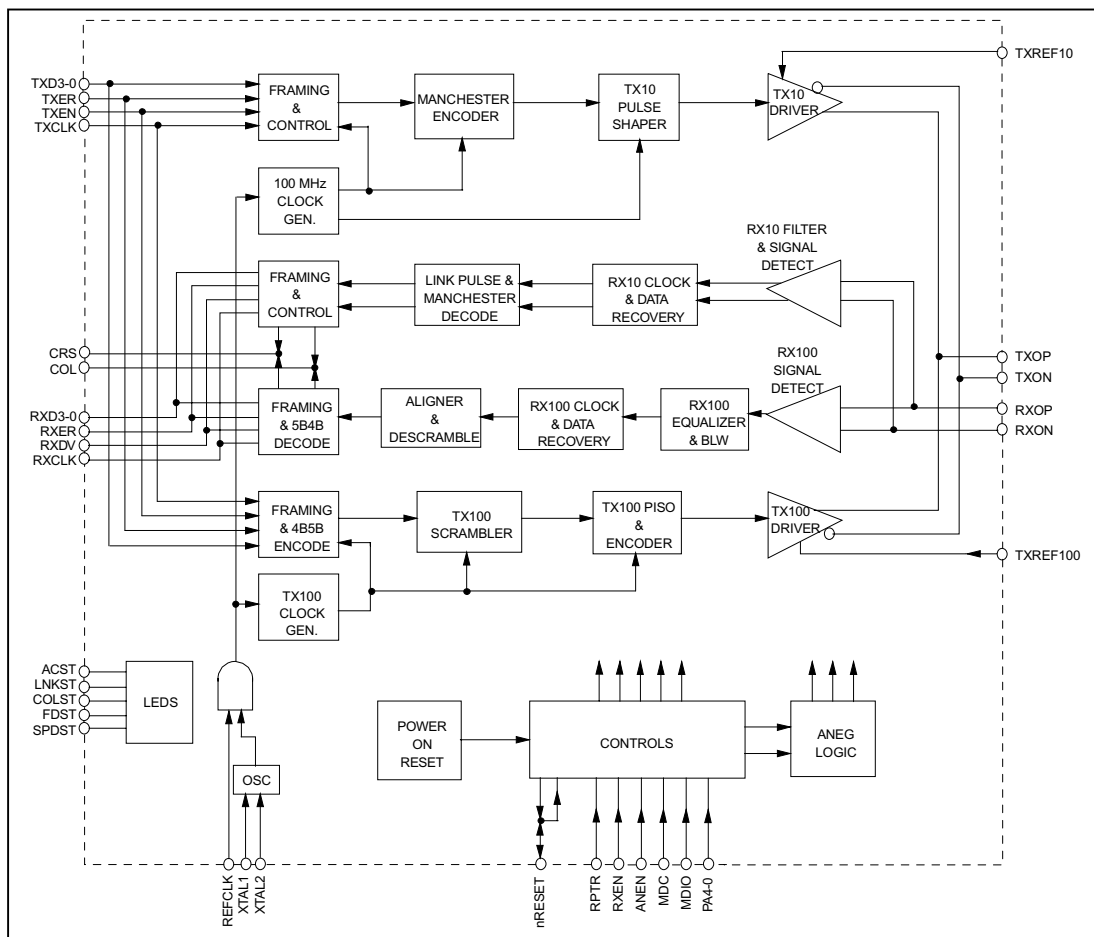 TXREF10
TXD3-0
TXER
TXEN
TXCLK
FRAMING
&
CONTROL
MANCHESTER
ENCODER
TX10
PULSE
SHAPER
TX10
DRIVER
100 MHz
CLOCK
GEN.
RX10 FILTER
& SIGNAL
DETECT
FRAMING
&
CONTROL
LINK PULSE &
MANCHESTER
DECODE
RX10 CLOCK
& DATA
RECOVERY
CRS
COL
TXOP
TXON
RX100
SIGNAL
DETECT
RXD3-0
RXER
RXDV
RXCLK
FRAMING
& 5B4B
DECODE
ALIGNER
&
DESCRAMBLE
RX100 CLOCK
& DATA
RECOVERY
RX100
EQUALIZER
& BLW
RXOP
RXON
FRAMING
& 4B5B
ENCODE
TX100
SCRAMBLER
TX100 PISO
&
ENCODER
TX100
DRIVER
TXREF100
TX100
CLOCK
GEN.
ACST
LNKST
COLST
FDST
SPDST
LEDS
POWER
ON
RESET
CONTROLS
ANEG
LOGIC
OSC
REFCLK
XTAL1
XTAL2
nRESET
RPTR
RXEN
ANEN
MDC
MDIO
PA4-0